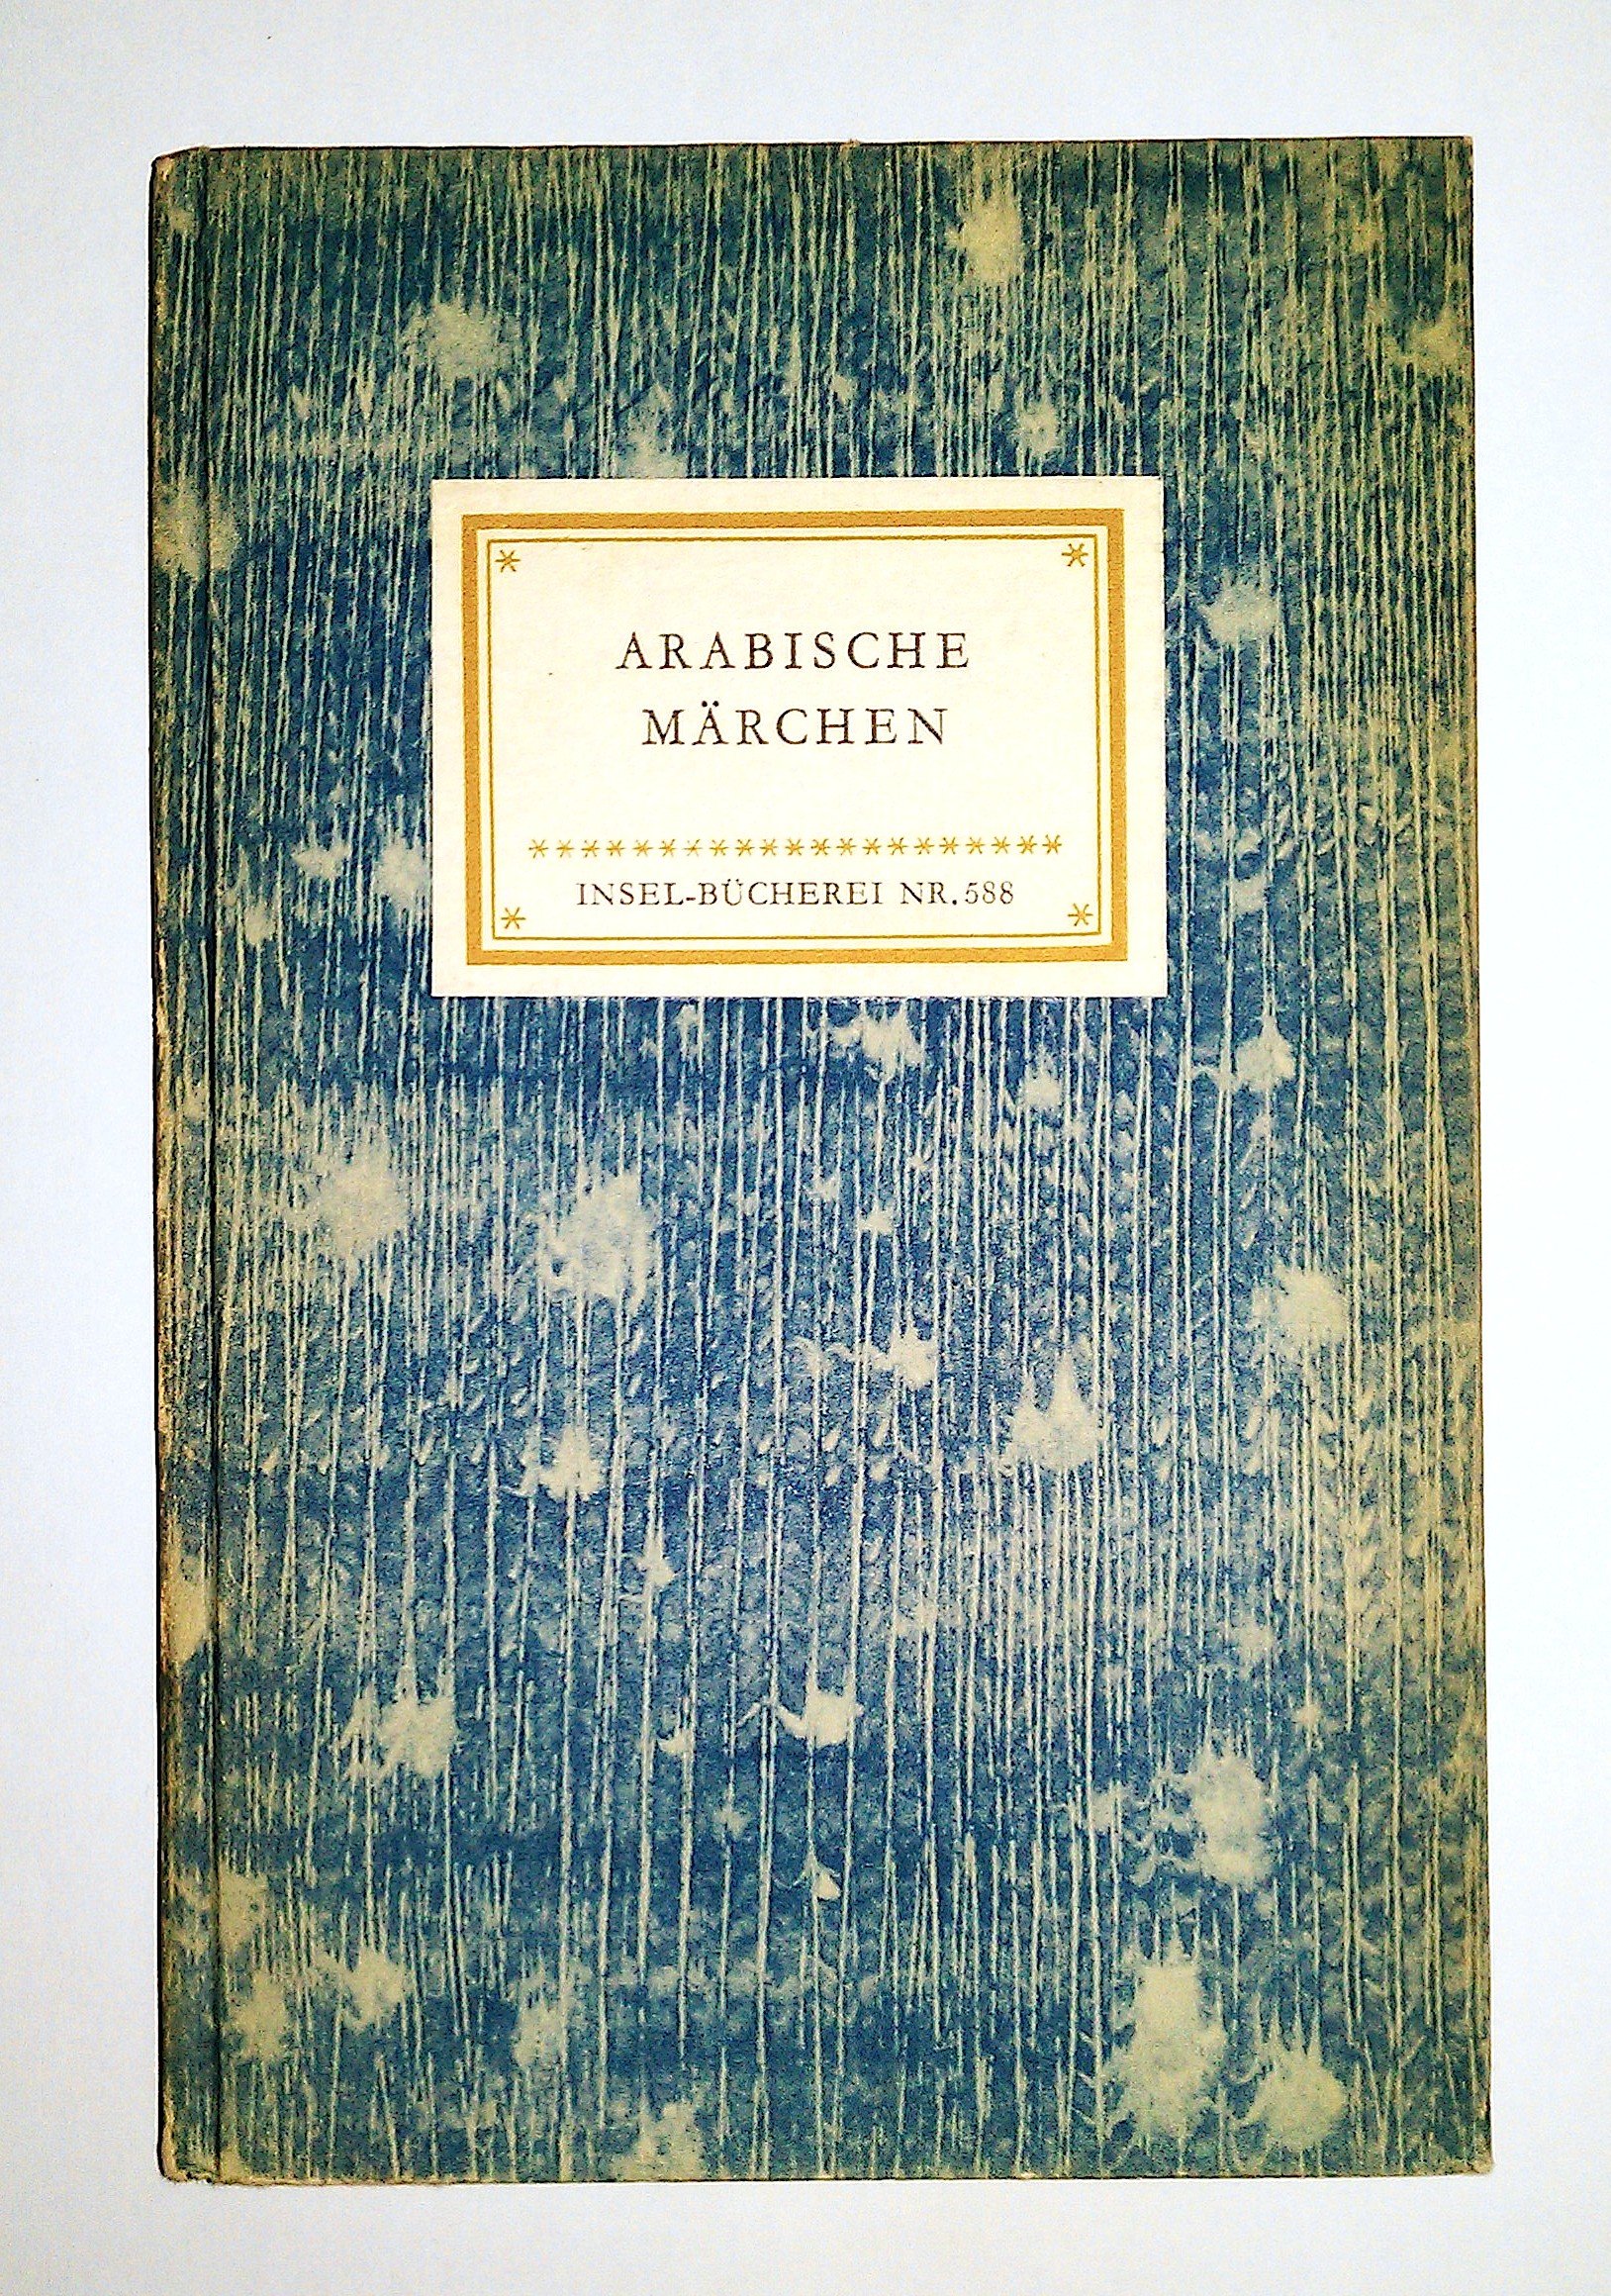 ARABISCHE
MÄRCHEN
INSEL-BÜCHEREI NR. 588